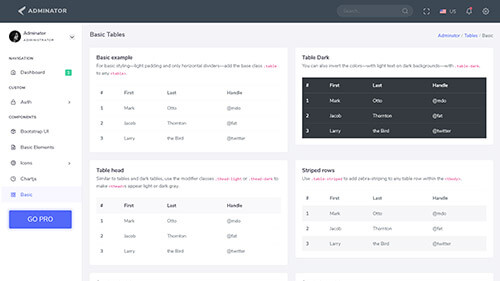 ADMINATOR
Search...
US
Adminator
ADMINISTRATOR
NAVIGATION
Dashboard
CUSTOM
Auth
COMPONENTS
Bootstrap UI
Basic Elements
Items
Chartjs
Basic
GO PRO
Basic Tables
Adminator / Tables / Basic
Basic example
For basic styling—light padding and only horizontal dividers—add the base class .table
to any <table>.
# First Last Handle
1 Mark Otto @mdo
2 Jacob Thornton @fat
3 Larry the Bird @twitter
Table Dark
You can also invert the colors—with light text on dark backgrounds—with .table-dark.
# First Last Handle
1 Mark Otto @mdo
2 Jacob Thornton @fat
3 Larry the Bird @twitter
Table head
Similar to tables and dark tables, use the modifier classes .thead-light or .thead-dark to
make <thead>s appear light or dark gray.
# First Last Handle
1 Mark Otto @mdo
2 Jacob Thornton @fat
3 Larry the Bird @twitter
Striped rows
Use .table-striped to add zebra-striping to any table row within the <tbody>.
# First Last Handle
1 Mark Otto @mdo
2 Jacob Thornton @fat
3 Larry the Bird @twitter